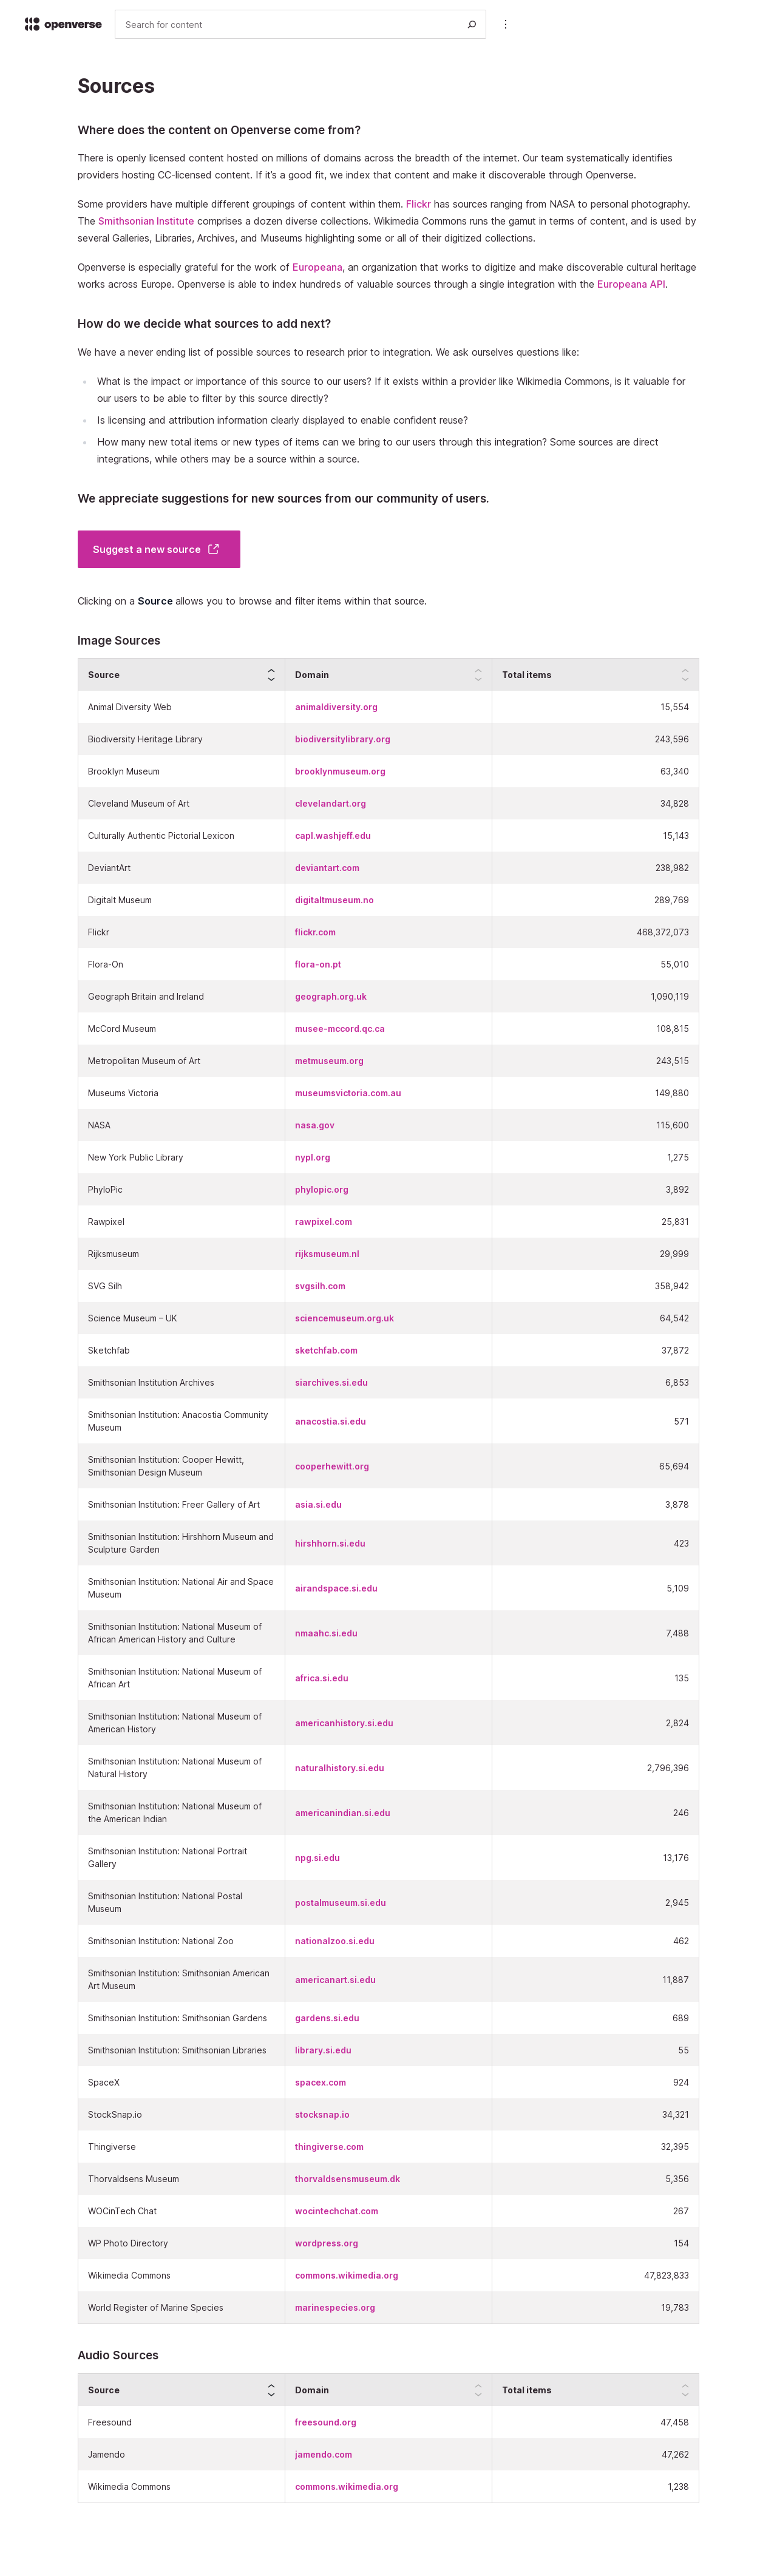 openverse
Search for content
Sources
Where does the content on Openverse come from?
There is openly licensed content hosted on millions of domains across the breadth of the internet. Our team systematically identifies
providers hosting CC-licensed content. If it's a good fit, we index that content and make it discoverable through Openverse.
Some providers have multiple different groupings of content within them. Flickr has sources ranging from NASA to personal photography.
The Smithsonian Institute comprises a dozen diverse collections. Wikimedia Commons runs the gamut in terms of content, and is used by
several Galleries, Libraries, Archives, and Museums highlighting some or all of their digitized collections.
Openverse is especially grateful for the work of Europeana, an organization that works to digitize and make discoverable cultural heritage
works across Europe. Openverse is able to index hundreds of valuable sources through a single integration with the Europeana API.
How do we decide what sources to add next?
We have a never ending list of possible sources to research prior to integration. We ask ourselves questions like:
What is the impact or importance of this source to our users? If it exists within a provider like Wikimedia Commons, is it valuable for
our users to be able to filter by this source directly?
Is licensing and attribution information clearly displayed to enable confident reuse?
How many new total items or new types of items can we bring to our users through this integration? Some sources are direct
integrations, while others may be a source within a source.
We appreciate suggestions for new sources from our community of users.
Suggest a new source
Clicking on a Source allows you to browse and filter items within that source.
Image Sources
Source Domain Total items
Animal Diversity Web animaldiversity.org 15,554
Biodiversity Heritage Library biodiversitylibrary.org 243,596
Brooklyn Museum brooklynmuseum.org 63,340
Cleveland Museum of Art clevelandart.org 34,828
Culturally Authentic Pictorial Lexicon capl.washjeff.edu 15,143
DeviantArt deviantart.com 238,982
Digitalt Museum digitaltmuseum.no 289,769
Flickr flickr.com 468,372,073
Flora-On flora-on.pt 55,010
Geograph Britain and Ireland geograph.org.uk 1,090,119
McCord Museum musee-mccord.qc.ca 108,815
Metropolitan Museum of Art metmuseum.org 243,515
Museums Victoria museumsvictoria.com.au 149,880
NASA nasa.gov 115,600
New York Public Library nypl.org 1,275
PhyloPic phylopic.org 3,892
Rawpixel rawpixel.com 25,831
Rijksmuseum rijksmuseum.nl 29,999
SVG Silh svgsilh.com 358,942
Science Museum – UK sciencemuseum.org.uk 64,542
Sketchfab sketchfab.com 37,872
Smithsonian Institution Archives siarchives.si.edu 6,853
Smithsonian Institution: Anacostia Community
Museum anacostia.si.edu 571
Smithsonian Institution: Cooper Hewitt,
Smithsonian Design Museum cooperhewitt.org 65,694
Smithsonian Institution: Freer Gallery of Art asia.si.edu 3,878
Smithsonian Institution: Hirshhorn Museum and
Sculpture Garden hirshhorn.si.edu 423
Smithsonian Institution: National Air and Space
Museum airandspace.si.edu 5,109
Smithsonian Institution: National Museum of
African American History and Culture nmaahc.si.edu 7,488
Smithsonian Institution: National Museum of
African Art africa.si.edu 135
Smithsonian Institution: National Museum of
American History americanhistory.si.edu 2,824
Smithsonian Institution: National Museum of
Natural History naturalhistory.si.edu 2,796,396
Smithsonian Institution: National Museum of
the American Indian americanindian.si.edu 246
Smithsonian Institution: National Portrait
Gallery npg.si.edu 13,176
Smithsonian Institution: National Postal
Museum postalmuseum.si.edu 2,945
Smithsonian Institution: National Zoo nationalzoo.si.edu 462
Smithsonian Institution: Smithsonian American
Art Museum americanart.si.edu 11,887
Smithsonian Institution: Smithsonian Gardens gardens.si.edu 689
Smithsonian Institution: Smithsonian Libraries library.si.edu 55
SpaceX spacex.com 924
StockSnap.io stocksnap.io 34,321
Thingiverse thingiverse.com 32,395
Thorvaldsens Museum thorvaldsensmuseum.dk 5,356
WOCinTech Chat wocintechchat.com 267
WP Photo Directory wordpress.org 154
Wikimedia Commons commons.wikimedia.org 47,823,833
World Register of Marine Species marinespecies.org 19,783
Audio Sources
Source Domain Total items
Freesound freesound.org 47,458
Jamendo jamendo.com 47,262
Wikimedia Commons commons.wikimedia.org 1,238